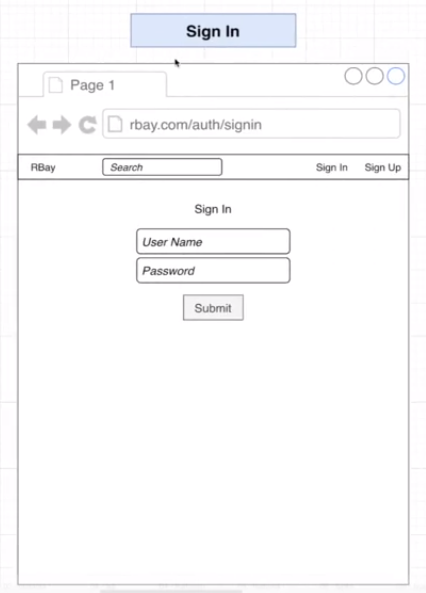 Sign In
Page 1
rbay.com/auth/signin
RBay Search Sign In Sign Up
Sign In
User Name
Password
Submit